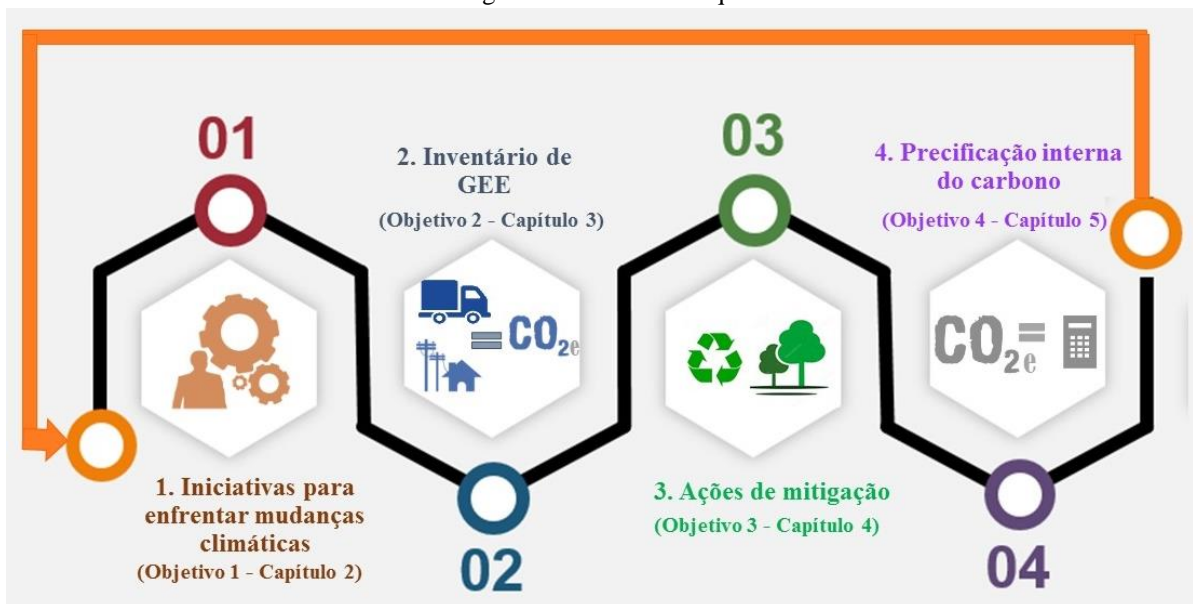 01
1. Iniciativas para
enfrentar mudanças
climáticas
(Objetivo 1 - Capítulo 2)
2. Inventário de
GEE
(Objetivo 2 - Capítulo 3)
=CO2e
02
03
3. Ações de mitigação
(Objetivo 3 - Capítulo 4)
4. Precificação interna
do carbono
(Objetivo 4 - Capítulo 5)
CO2e=
04